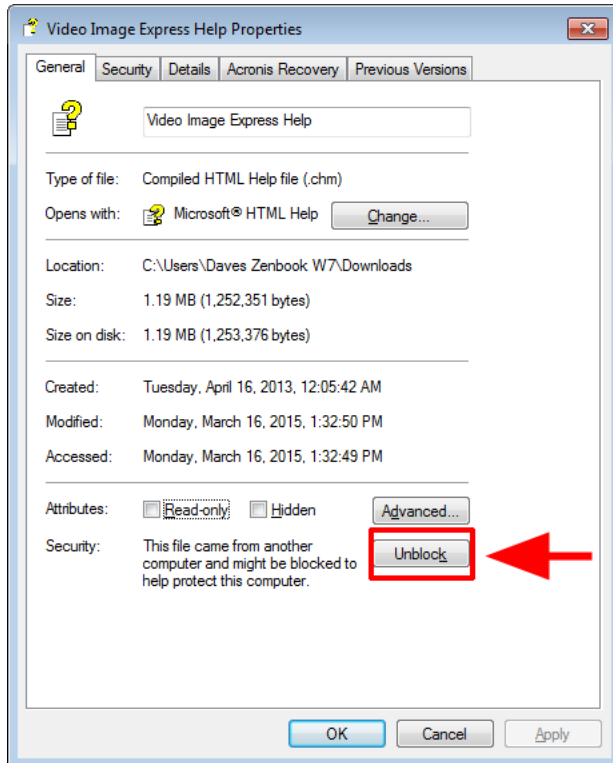 Video Image Express Help Properties
General Security Details Acronis Recovery Previous Versions
Video Image Express Help
Type of file: Compiled HTML Help file (.chm)
Opens with: Microsoft® HTML Help Change...
Location: C:\Users\Daves Zenbook W7\Downloads
Size: 1.19 MB (1,252,351 bytes)
Size on disk: 1.19 MB (1,253,376 bytes)
Created: Tuesday, April 16, 2013, 12:05:42 AM
Modified: Monday, March 16, 2015, 1:32:50 PM
Accessed: Monday, March 16, 2015, 1:32:49 PM
Attributes: Read-only Hidden Advanced...
Security: This file came from another
computer and might be blocked to
help protect this computer.
Unblock
OK Cancel Apply